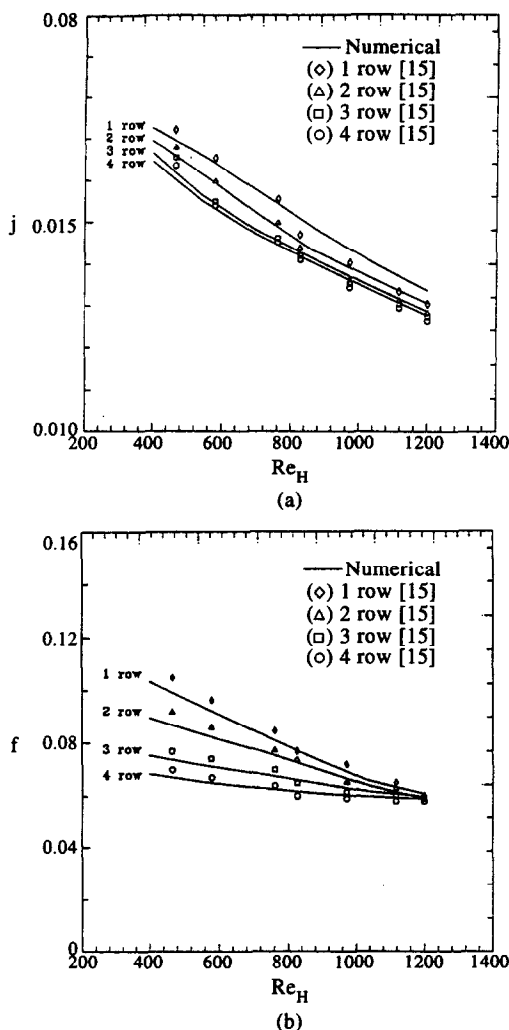 0.08
Numerical
(◇) 1 row [15]
(△) 2 row [15]
(□) 3 row [15]
(○) 4 row [15]
1 row
2 row
3 row
4 row
j
0.015
0.010
200 400 600 800 1000 1200 1400
Re_H
(a)
0.16
Numerical
(◇) 1 row [15]
(△) 2 row [15]
(□) 3 row [15]
(○) 4 row [15]
0.12
1 row
2 row
f
0.08
3 row
4 row
0.04
0
200 400 600 800 1000 1200 1400
Re_H
(b)